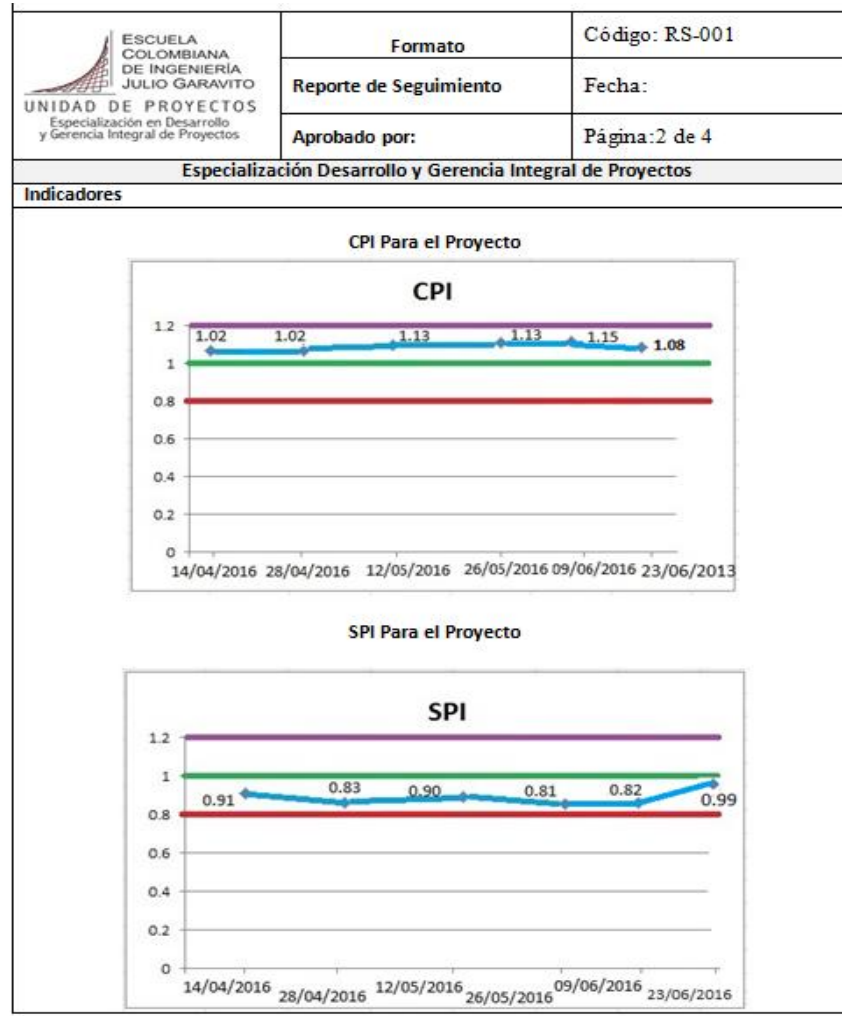 ESCUELA
COLOMBIANA
DE INGENIERÍA
JULIO GARAVITO
UNIDAD DE PROYECTOS
Especialización en Desarrollo
y Gerencia Integral de Proyectos
Formato
Código: RS-001
Reporte de Seguimiento
Fecha:
Aprobado por:
Página:2 de 4
Especialización Desarrollo y Gerencia Integral de Proyectos
Indicadores
CPI Para el Proyecto
CPI
1.2
1
0.8
0.6
0.4
0.2
0
1.02 1.02 1.13 1.13 1.15 1.08
14/04/2016 28/04/2016 12/05/2016 26/05/2016 09/06/2016 23/06/2013
SPI Para el Proyecto
SPI
1.2
1
0.8
0.6
0.4
0.2
0
0.91 0.83 0.90 0.81 0.82 0.99
14/04/2016 28/04/2016 12/05/2016 26/05/2016 09/06/2016 23/06/2016